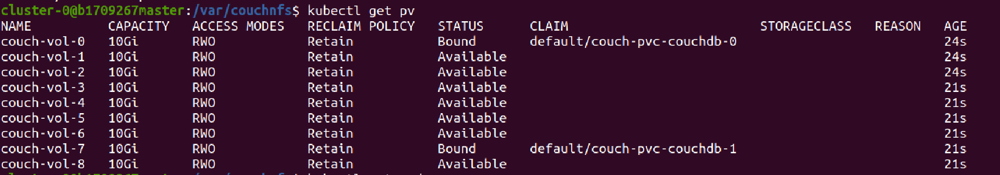 cluster-0@b1709267master:/var/couchnfs$ kubectl get pv
NAME CAPACITY ACCESS MODES RECLAIM POLICY STATUS CLAIM STORAGECLASS REASON AGE
couch-vol-0 10Gi RWO Retain Bound default/couch-pvc-couchdb-0 24s
couch-vol-1 10Gi RWO Retain Available 24s
couch-vol-2 10Gi RWO Retain Available 24s
couch-vol-3 10Gi RWO Retain Available 21s
couch-vol-4 10Gi RWO Retain Available 21s
couch-vol-5 10Gi RWO Retain Available 21s
couch-vol-6 10Gi RWO Retain Available 21s
couch-vol-7 10Gi RWO Retain Bound default/couch-pvc-couchdb-1 21s
couch-vol-8 10Gi RWO Retain Available 21s